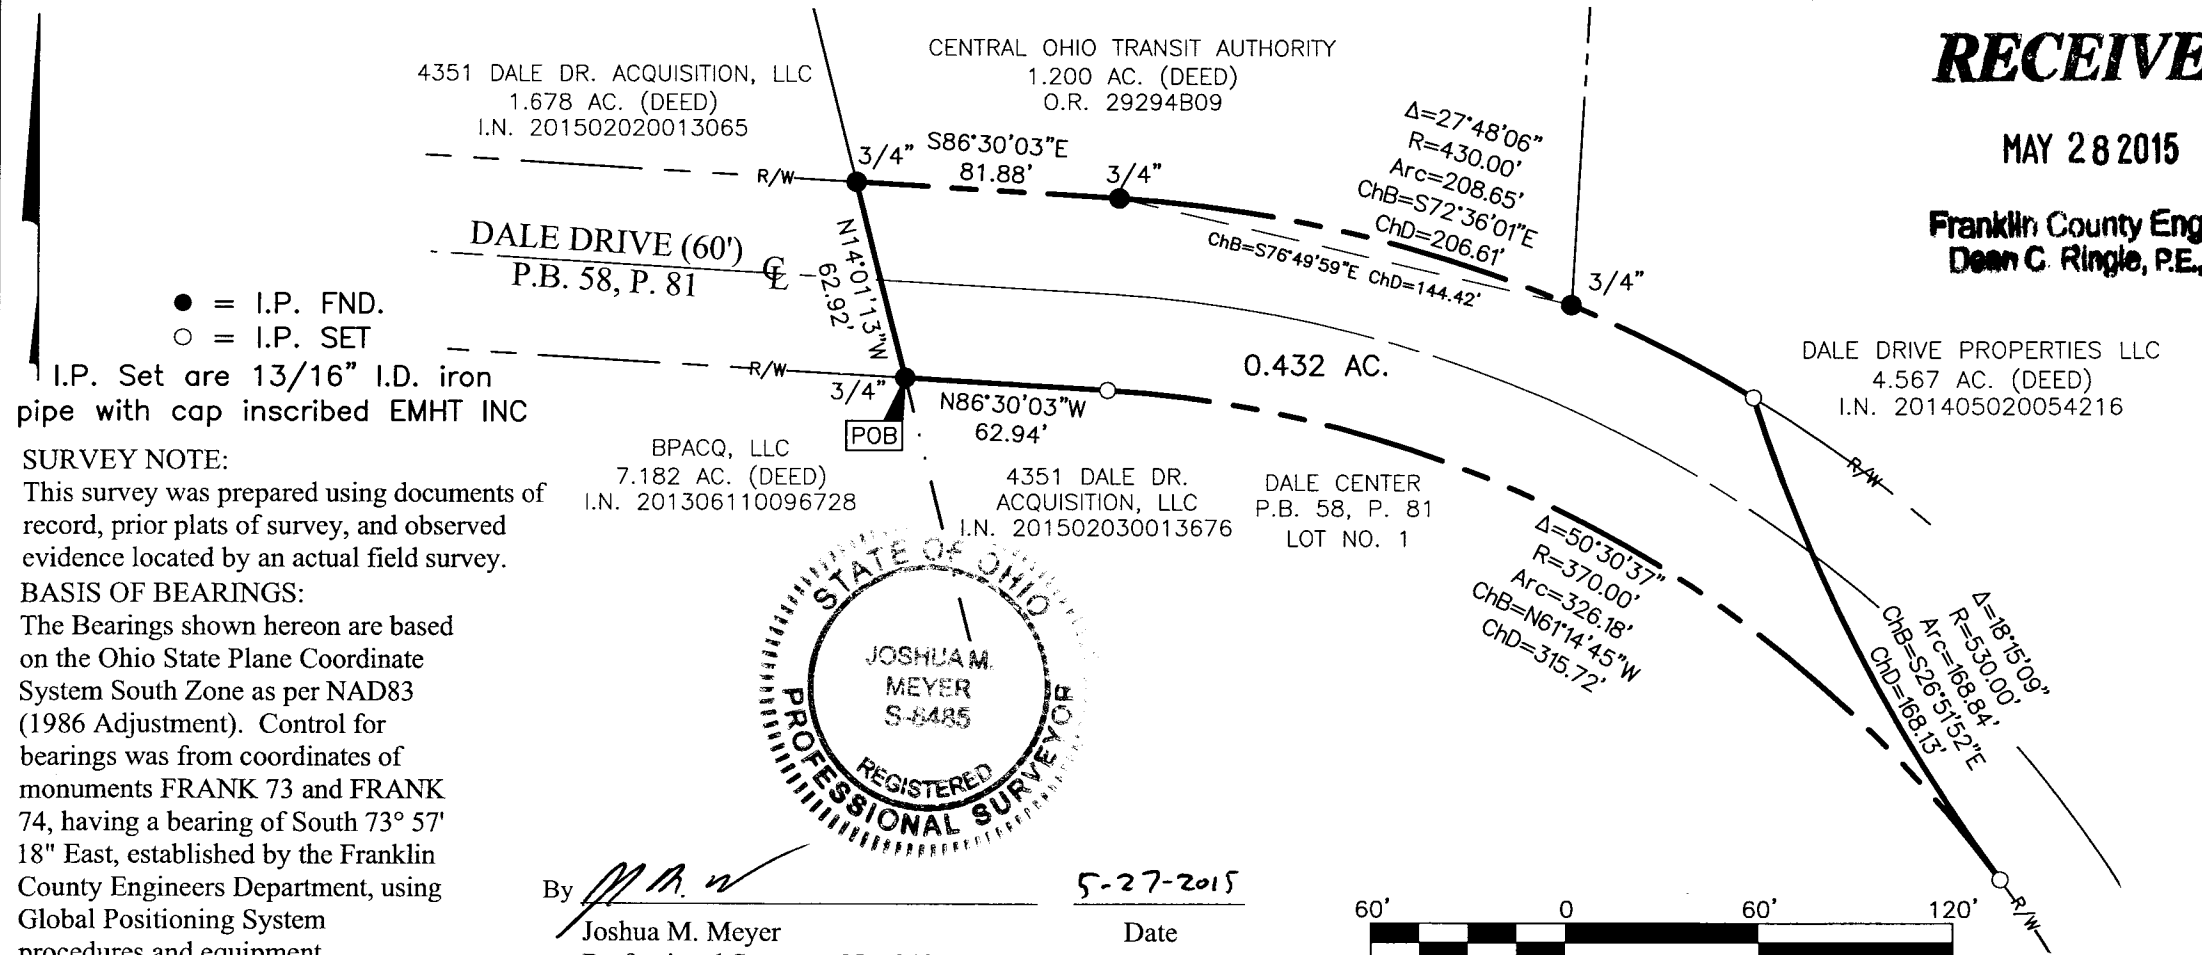 RECEIVE
MAY 28 2015
Franklin County Eng
Dean C. Ringle, P.E.,
4351 DALE DR. ACQUISITION, LLC
1.678 AC. (DEED)
I.N. 201502020013065
CENTRAL OHIO TRANSIT AUTHORITY
1.200 AC. (DEED)
O.R. 29294B09
Δ=27°48'06"
R=430.00'
Arc=208.65'
ChB=S72°36'01"E
ChD=206.61'
3/4"
S86°30'03"E
81.88'
3/4"
R/W
ChB=S76°49'59"E ChD=144.42'
3/4"
DALE DRIVE (60')
P.B. 58, P. 81
℄
N14°01'13"W
62.92'
● = I.P. FND.
○ = I.P. SET
I.P. Set are 13/16" I.D. iron
pipe with cap inscribed EMHT INC
R/W
3/4"
POB
N86°30'03"W
62.94'
0.432 AC.
DALE DRIVE PROPERTIES LLC
4.567 AC. (DEED)
I.N. 201405020054216
R/W
BPACQ, LLC
7.182 AC. (DEED)
I.N. 201306110096728
4351 DALE DR.
ACQUISITION, LLC
I.N. 201502030013676
DALE CENTER
P.B. 58, P. 81
LOT NO. 1
Δ=50°30'37"
R=370.00'
Arc=326.18'
ChB=N61°14'45"W
ChD=315.72'
Δ=18°15'09"
R=530.00'
Arc=168.84'
ChB=S26°51'52"E
ChD=168.13'
R/W
SURVEY NOTE:
This survey was prepared using documents of
record, prior plats of survey, and observed
evidence located by an actual field survey.
BASIS OF BEARINGS:
The Bearings shown hereon are based
on the Ohio State Plane Coordinate
System South Zone as per NAD83
(1986 Adjustment). Control for
bearings was from coordinates of
monuments FRANK 73 and FRANK
74, having a bearing of South 73° 57'
18" East, established by the Franklin
County Engineers Department, using
Global Positioning System
procedures and equipment
STATE OF OHIO
JOSHUA M.
MEYER
S-8485
REGISTERED
PROFESSIONAL SURVEYOR
By
5-27-2015
Joshua M. Meyer
Date
60' 0 60' 120'